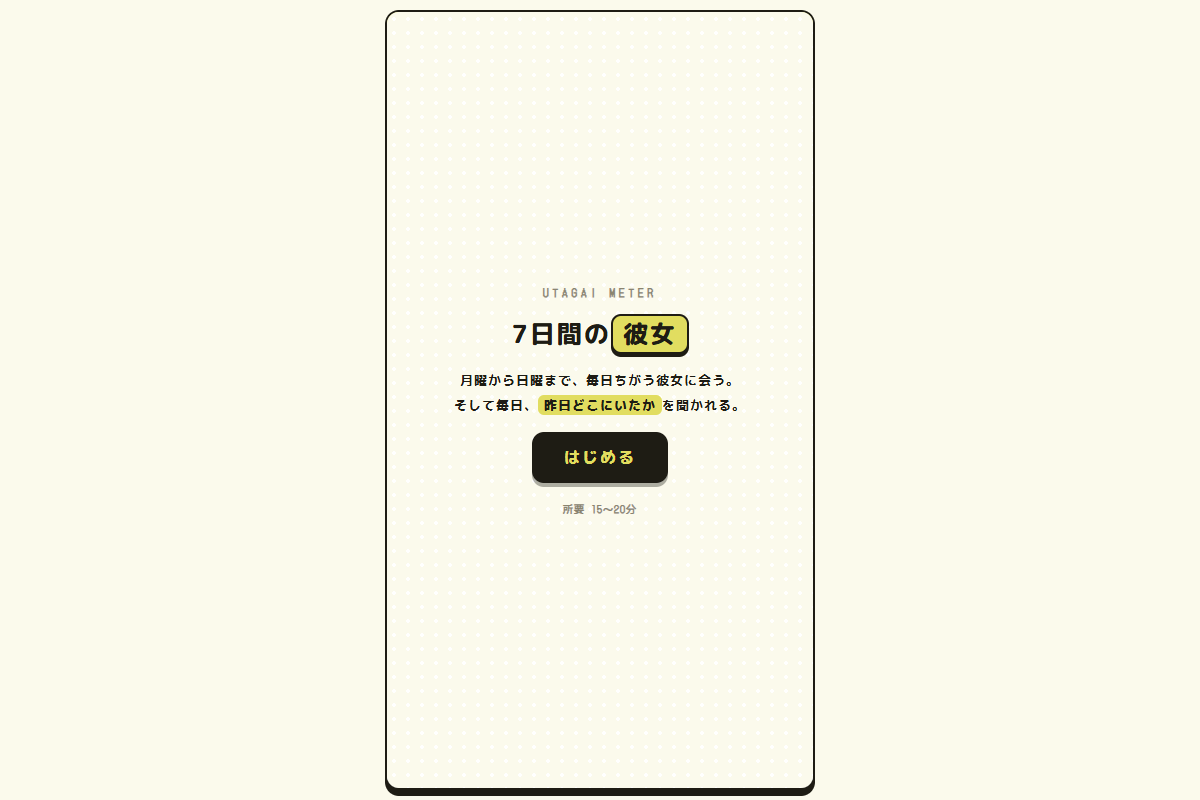 UTAGAI METER
7日間の彼女
月曜から日曜まで、毎日ちがう彼女に会う。
そして毎日、昨日どこにいたかを聞かれる。
はじめる
所要 15〜20分